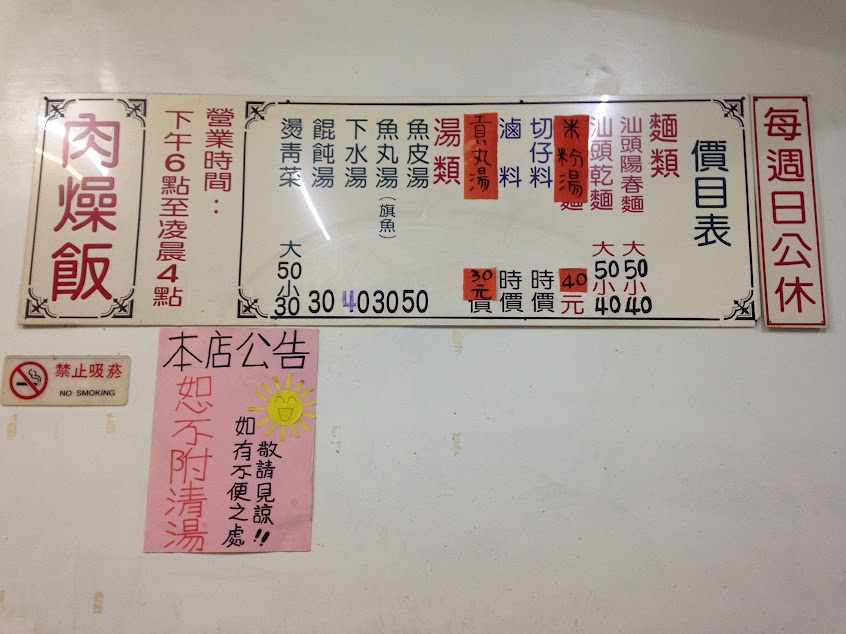 每週日公休
價目表
麵類
汕頭陽春麵 大50小40
汕頭乾麵 大50小40
米粉湯 40元
麵
切仔料 時價
滷料 時價
貢丸湯 30元
價
湯類
魚皮湯 50
魚丸湯(旗魚) 30
下水湯 40
餛飩湯 30
燙青菜 大50小30
營業時間：
下午6點至凌晨4點
肉燥飯
禁止吸菸
NO SMOKING
本店公告
恕不附清湯
如有不便之處
敬請見諒!!